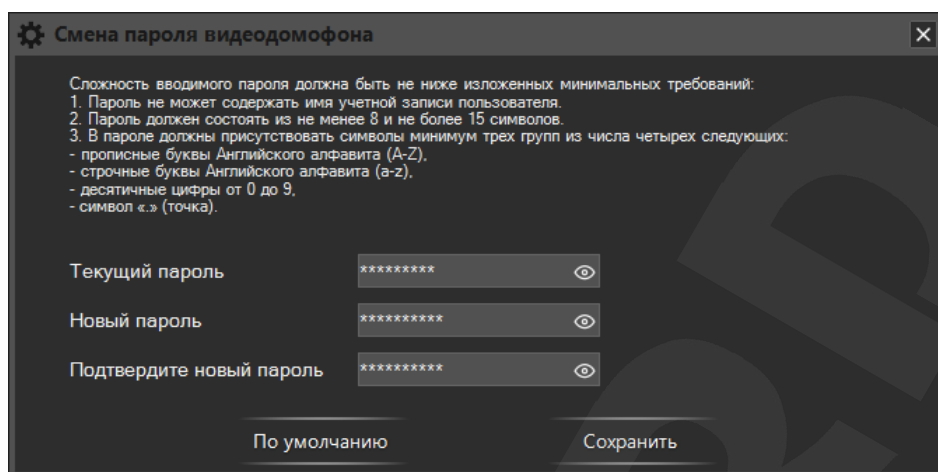 Смена пароля видеодомофона
Сложность вводимого пароля должна быть не ниже изложенных минимальных требований:
1. Пароль не может содержать имя учетной записи пользователя.
2. Пароль должен состоять из не менее 8 и не более 15 символов.
3. В пароле должны присутствовать символы минимум трех групп из числа четырех следующих:
- прописные буквы Английского алфавита (A-Z),
- строчные буквы Английского алфавита (a-z),
- десятичные цифры от 0 до 9,
- символ «.» (точка).
Текущий пароль *********
Новый пароль **********
Подтвердите новый пароль **********
По умолчанию Сохранить